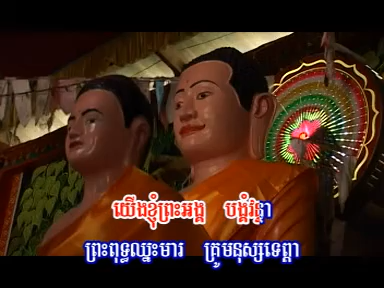 យើងខ្ញុំព្រះអង្គ បង្គំវន្ទា
ព្រះពុទ្ធឈ្នះមារ គ្រូមនុស្សទេព្តា